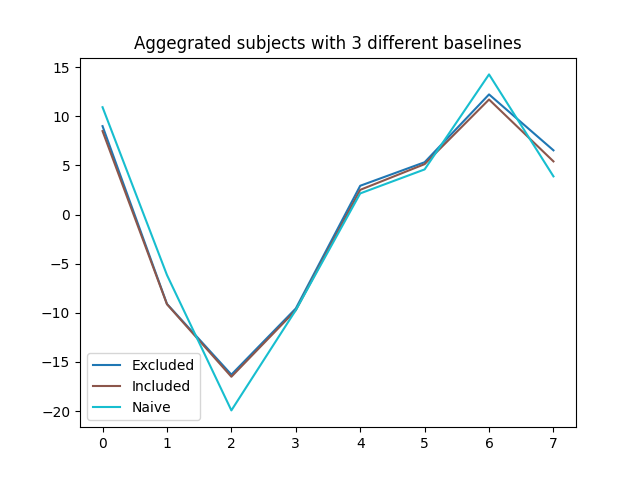 Aggegrated subjects with 3 different baselines
15
10
5
0
−5
−10
−15
−20
Excluded
Included
Naive
0 1 2 3 4 5 6 7